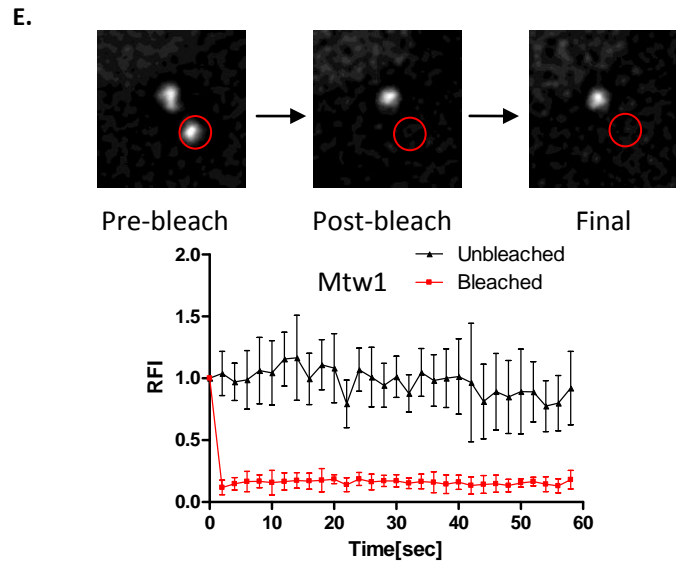 E.
Pre-bleach
Post-bleach
Final
Mtw1
Unbleached
Bleached
2.0
1.5
1.0
0.5
0.0
RFI
0 10 20 30 40 50 60
Time[sec]